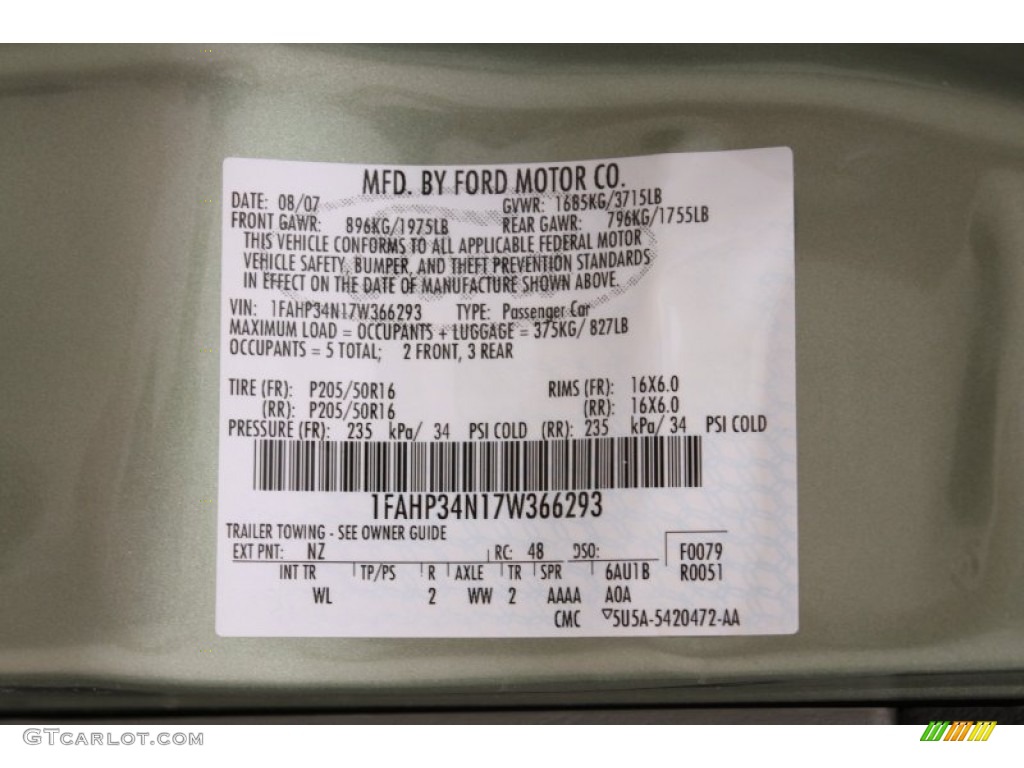 MFD. BY FORD MOTOR CO.
DATE: 08/07 GVWR: 1685KG/3715LB
FRONT GAWR: 896KG/1975LB REAR GAWR: 796KG/1755LB
THIS VEHICLE CONFORMS TO ALL APPLICABLE FEDERAL MOTOR
VEHICLE SAFETY, BUMPER, AND THEFT PREVENTION STANDARDS
IN EFFECT ON THE DATE OF MANUFACTURE SHOWN ABOVE.
VIN: 1FAHP34N17W366293 TYPE: Passenger Car
MAXIMUM LOAD = OCCUPANTS + LUGGAGE = 375KG/ 827LB
OCCUPANTS = 5 TOTAL; 2 FRONT, 3 REAR
TIRE (FR): P205/50R16 RIMS (FR): 16X6.0
(RR): P205/50R16 (RR): 16X6.0
PRESSURE (FR): 235 kPa/ 34 PSI COLD (RR): 235 kPa/ 34 PSI COLD
1FAHP34N17W366293
TRAILER TOWING - SEE OWNER GUIDE
EXT PNT: NZ RC: 48 DSO: F0079
INT TR TP/PS R AXLE TR SPR 6AU1B R0051
WL 2 WW 2 AAAA A0A
CMC ▽5U5A-5420472-AA
GTcarlot.com